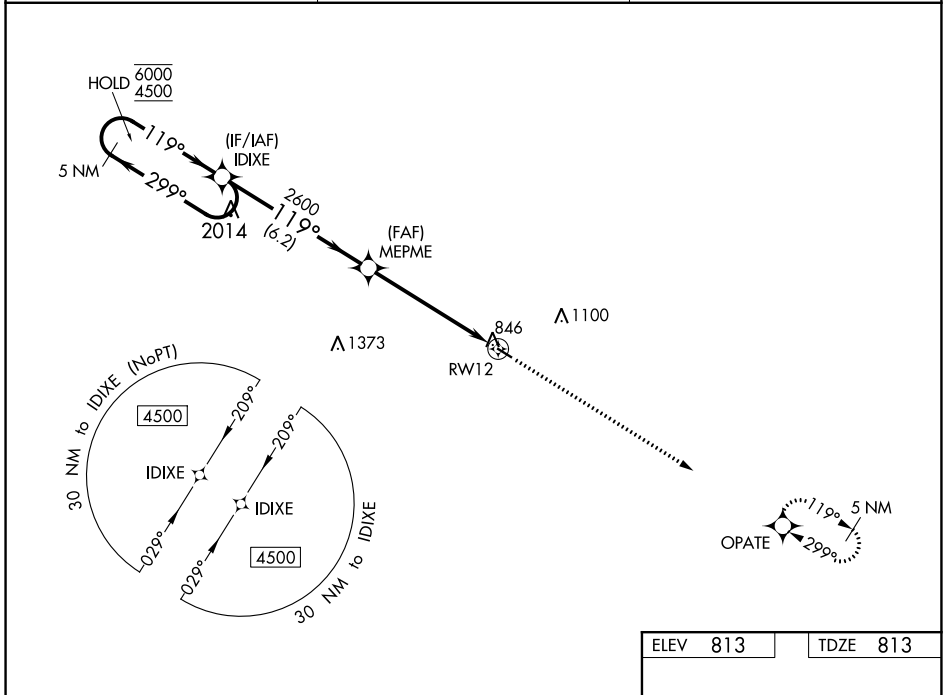 HOLD 6000
4500
119°
(IF/IAF)
IDIXE
5 NM
299°
2014
2600
119°
(6.2)
(FAF)
MEPME
1100
846
1373
RW12
30 NM to IDIXE (NoPT)
4500
209°
209°
IDIXE
IDIXE
4500
029°
029°
30 NM to IDIXE
119°
5 NM
OPATE
299°
ELEV 813
TDZE 813